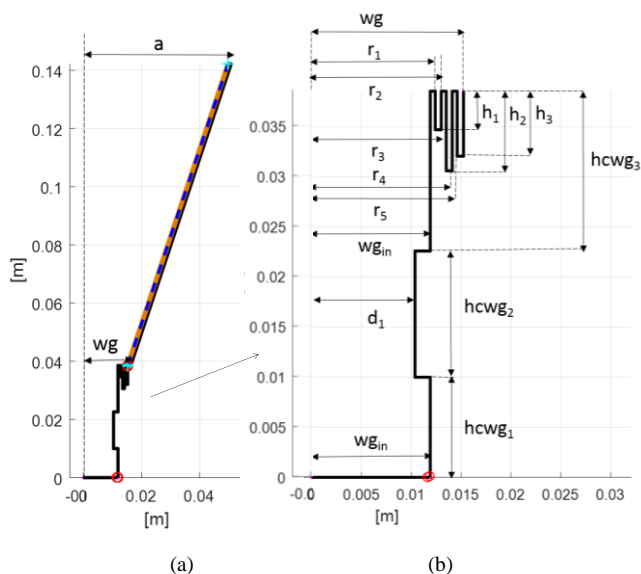 a
0.14
0.12
0.1
0.08
0.06
0.04
0.02
0
[m]
wg
-00
0.02
0.04
[m]
(a)
wg
r₁
r₂
r₃
r₄
r₅
wgᵢₙ
h₁
h₂
h₃
hcwg₃
d₁
hcwg₂
wgᵢₙ
hcwg₁
0.035
0.03
0.025
0.02
0.015
0.01
0.005
0
-0.0
0
0.005
0.01
0.015
0.02
0.025
0.03
[m]
(b)